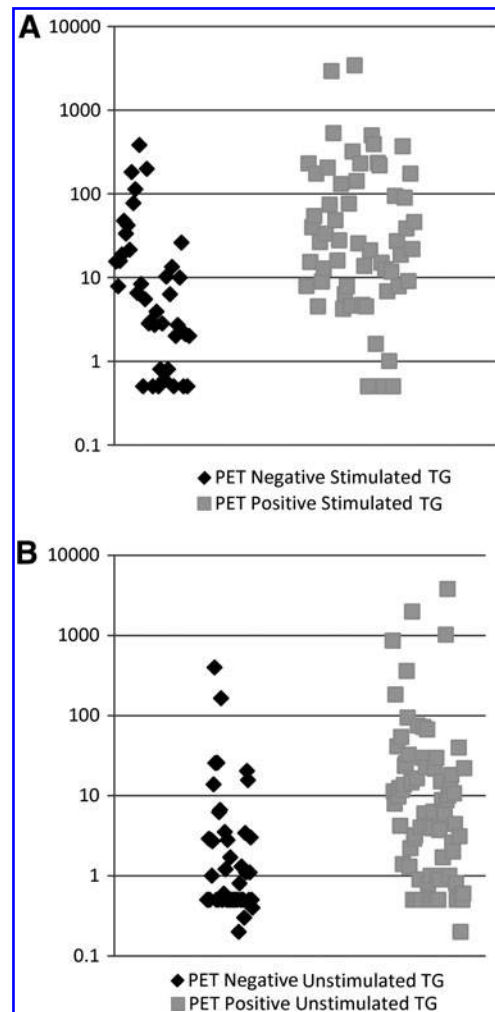 A
10000
1000
100
10
1
0.1
PET Negative Stimulated TG
PET Positive Stimulated TG
B
10000
1000
100
10
1
0.1
PET Negative Unstimulated TG
PET Positive Unstimulated TG